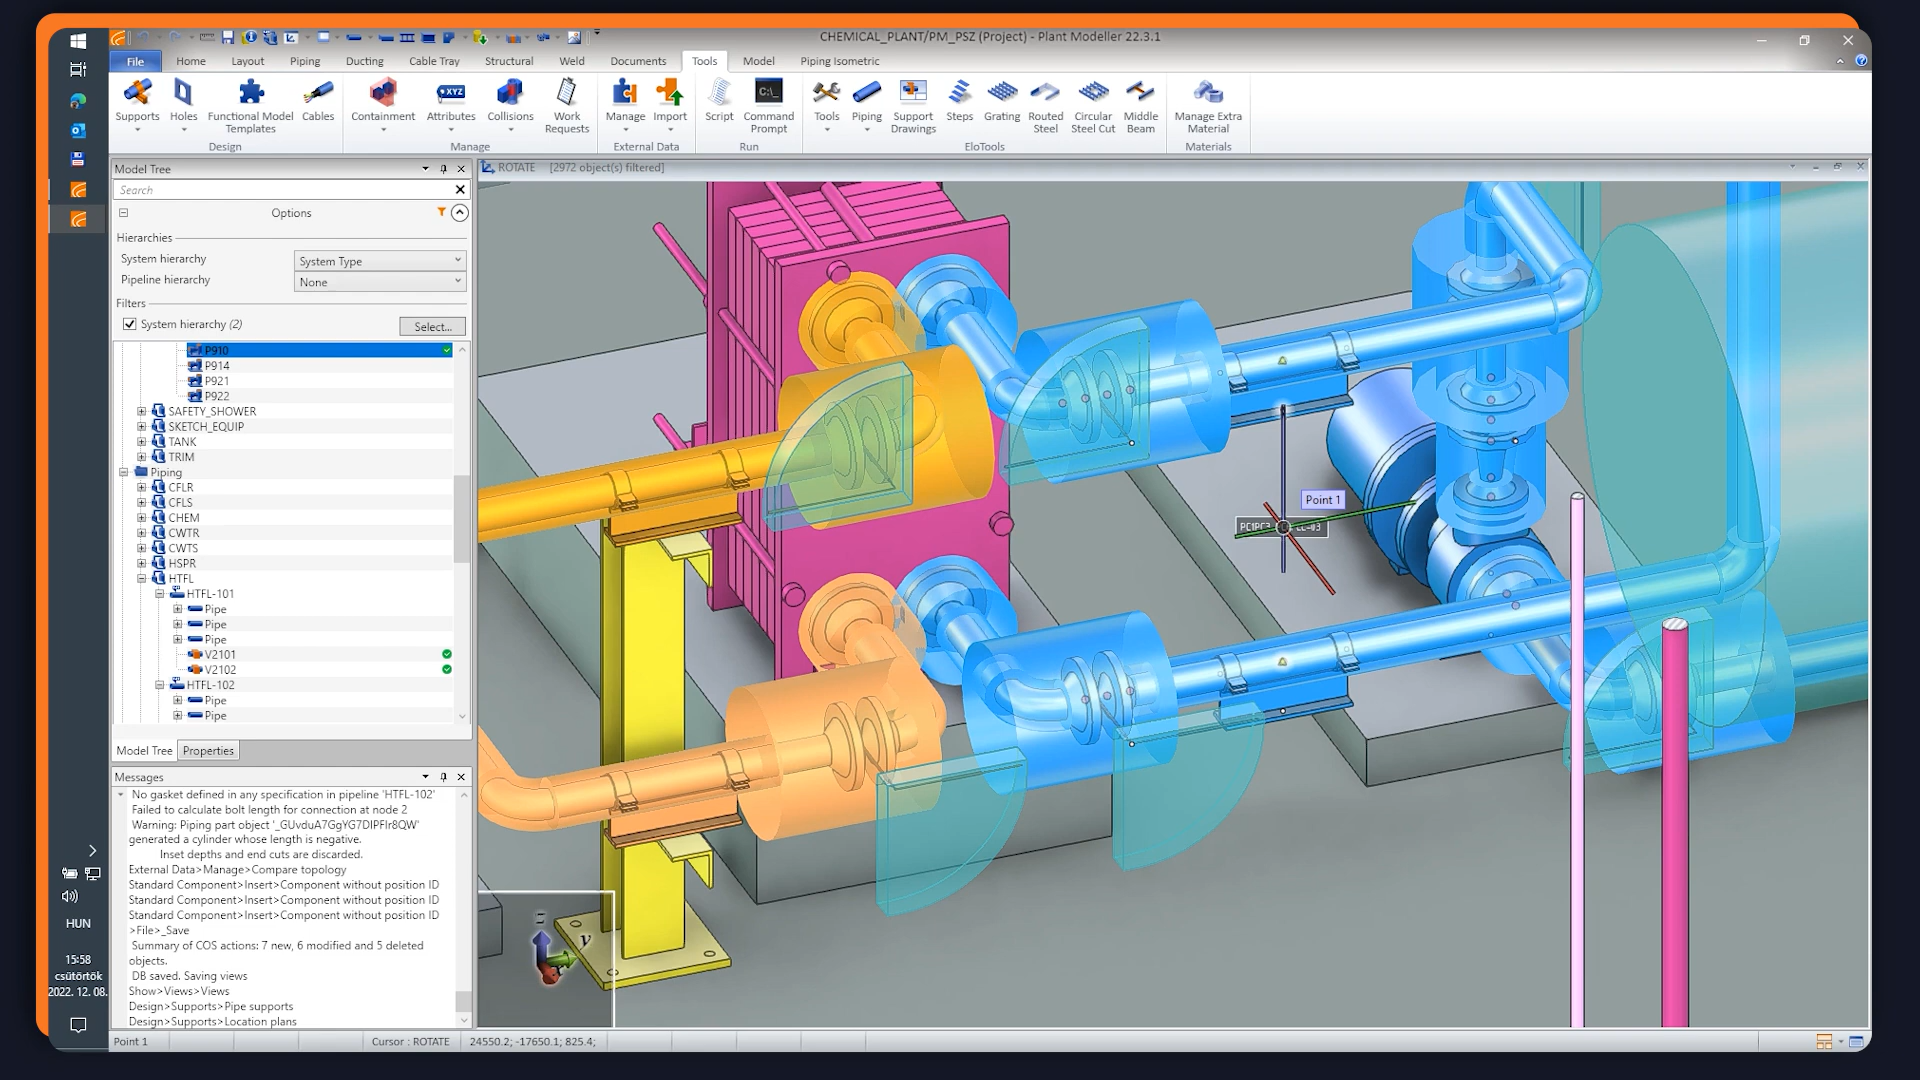 CHEMICAL_PLANT/PM_PSZ (Project) - Plant Modeller 22.3.1
File Home Layout Piping Ducting Cable Tray Structural Weld Documents Tools Model Piping Isometric
Supports
Holes
Functional Model
Templates
Cables
Design
Containment
Attributes
Collisions
Work
Requests
Manage
XYZ
Manage
Import
External Data
Script
C:\_
Command
Prompt
Run
Tools
Piping
Support
Drawings
Steps
Grating
Routed
Steel
Circular
Steel Cut
Middle
Beam
EloTools
Manage Extra
Material
Materials
Model Tree
Search
Options
Hierarchies
System hierarchy System Type
Pipeline hierarchy None
Filters
System hierarchy (2) Select...
P910
P914
P921
P922
SAFETY_SHOWER
SKETCH_EQUIP
TANK
TRIM
Piping
CFLR
CFLS
CHEM
CWTR
CWTS
HSPR
HTFL
HTFL-101
Pipe
Pipe
Pipe
V2101
V2102
HTFL-102
Pipe
Pipe
Model Tree Properties
Messages
No gasket defined in any specification in pipeline 'HTFL-102'
Failed to calculate bolt length for connection at node 2
Warning: Piping part object '_GUvduA7GgYG7DIPFIr8QW'
generated a cylinder whose length is negative.
Inset depths and end cuts are discarded.
External Data>Manage>Compare topology
Standard Component>Insert>Component without position ID
Standard Component>Insert>Component without position ID
Standard Component>Insert>Component without position ID
>File>_Save
Summary of COS actions: 7 new, 6 modified and 5 deleted
objects.
DB saved. Saving views
Show>Views>Views
Design>Supports>Pipe supports
Design>Supports>Location plans
ROTATE [2972 object(s) filtered]
Point 1
y
Point 1 Cursor : ROTATE 24550.2; -17650.1; 825.4;
HUN
15:58
csütörtök
2022. 12. 08.